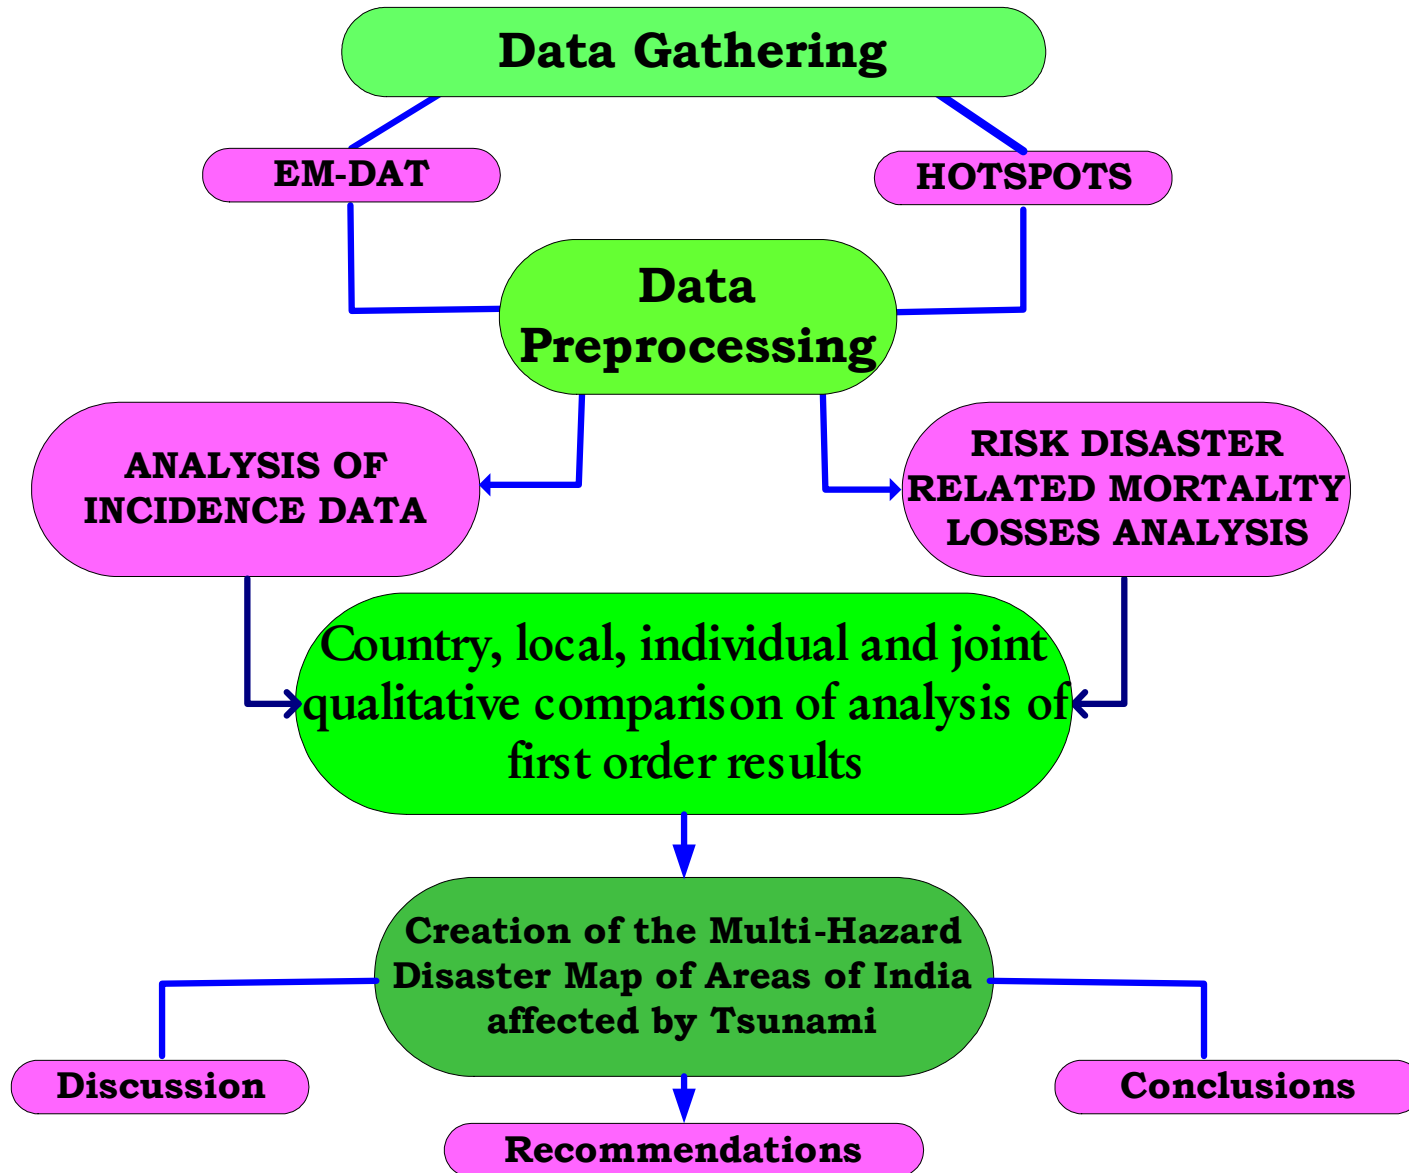 Data Gathering
EM-DAT
HOTSPOTS
Data
Preprocessing
ANALYSIS OF
INCIDENCE DATA
RISK DISASTER
RELATED MORTALITY
LOSSES ANALYSIS
Country, local, individual and joint
qualitative comparison of analysis of
first order results
Creation of the Multi-Hazard
Disaster Map of Areas of India
affected by Tsunami
Discussion
Conclusions
Recommendations